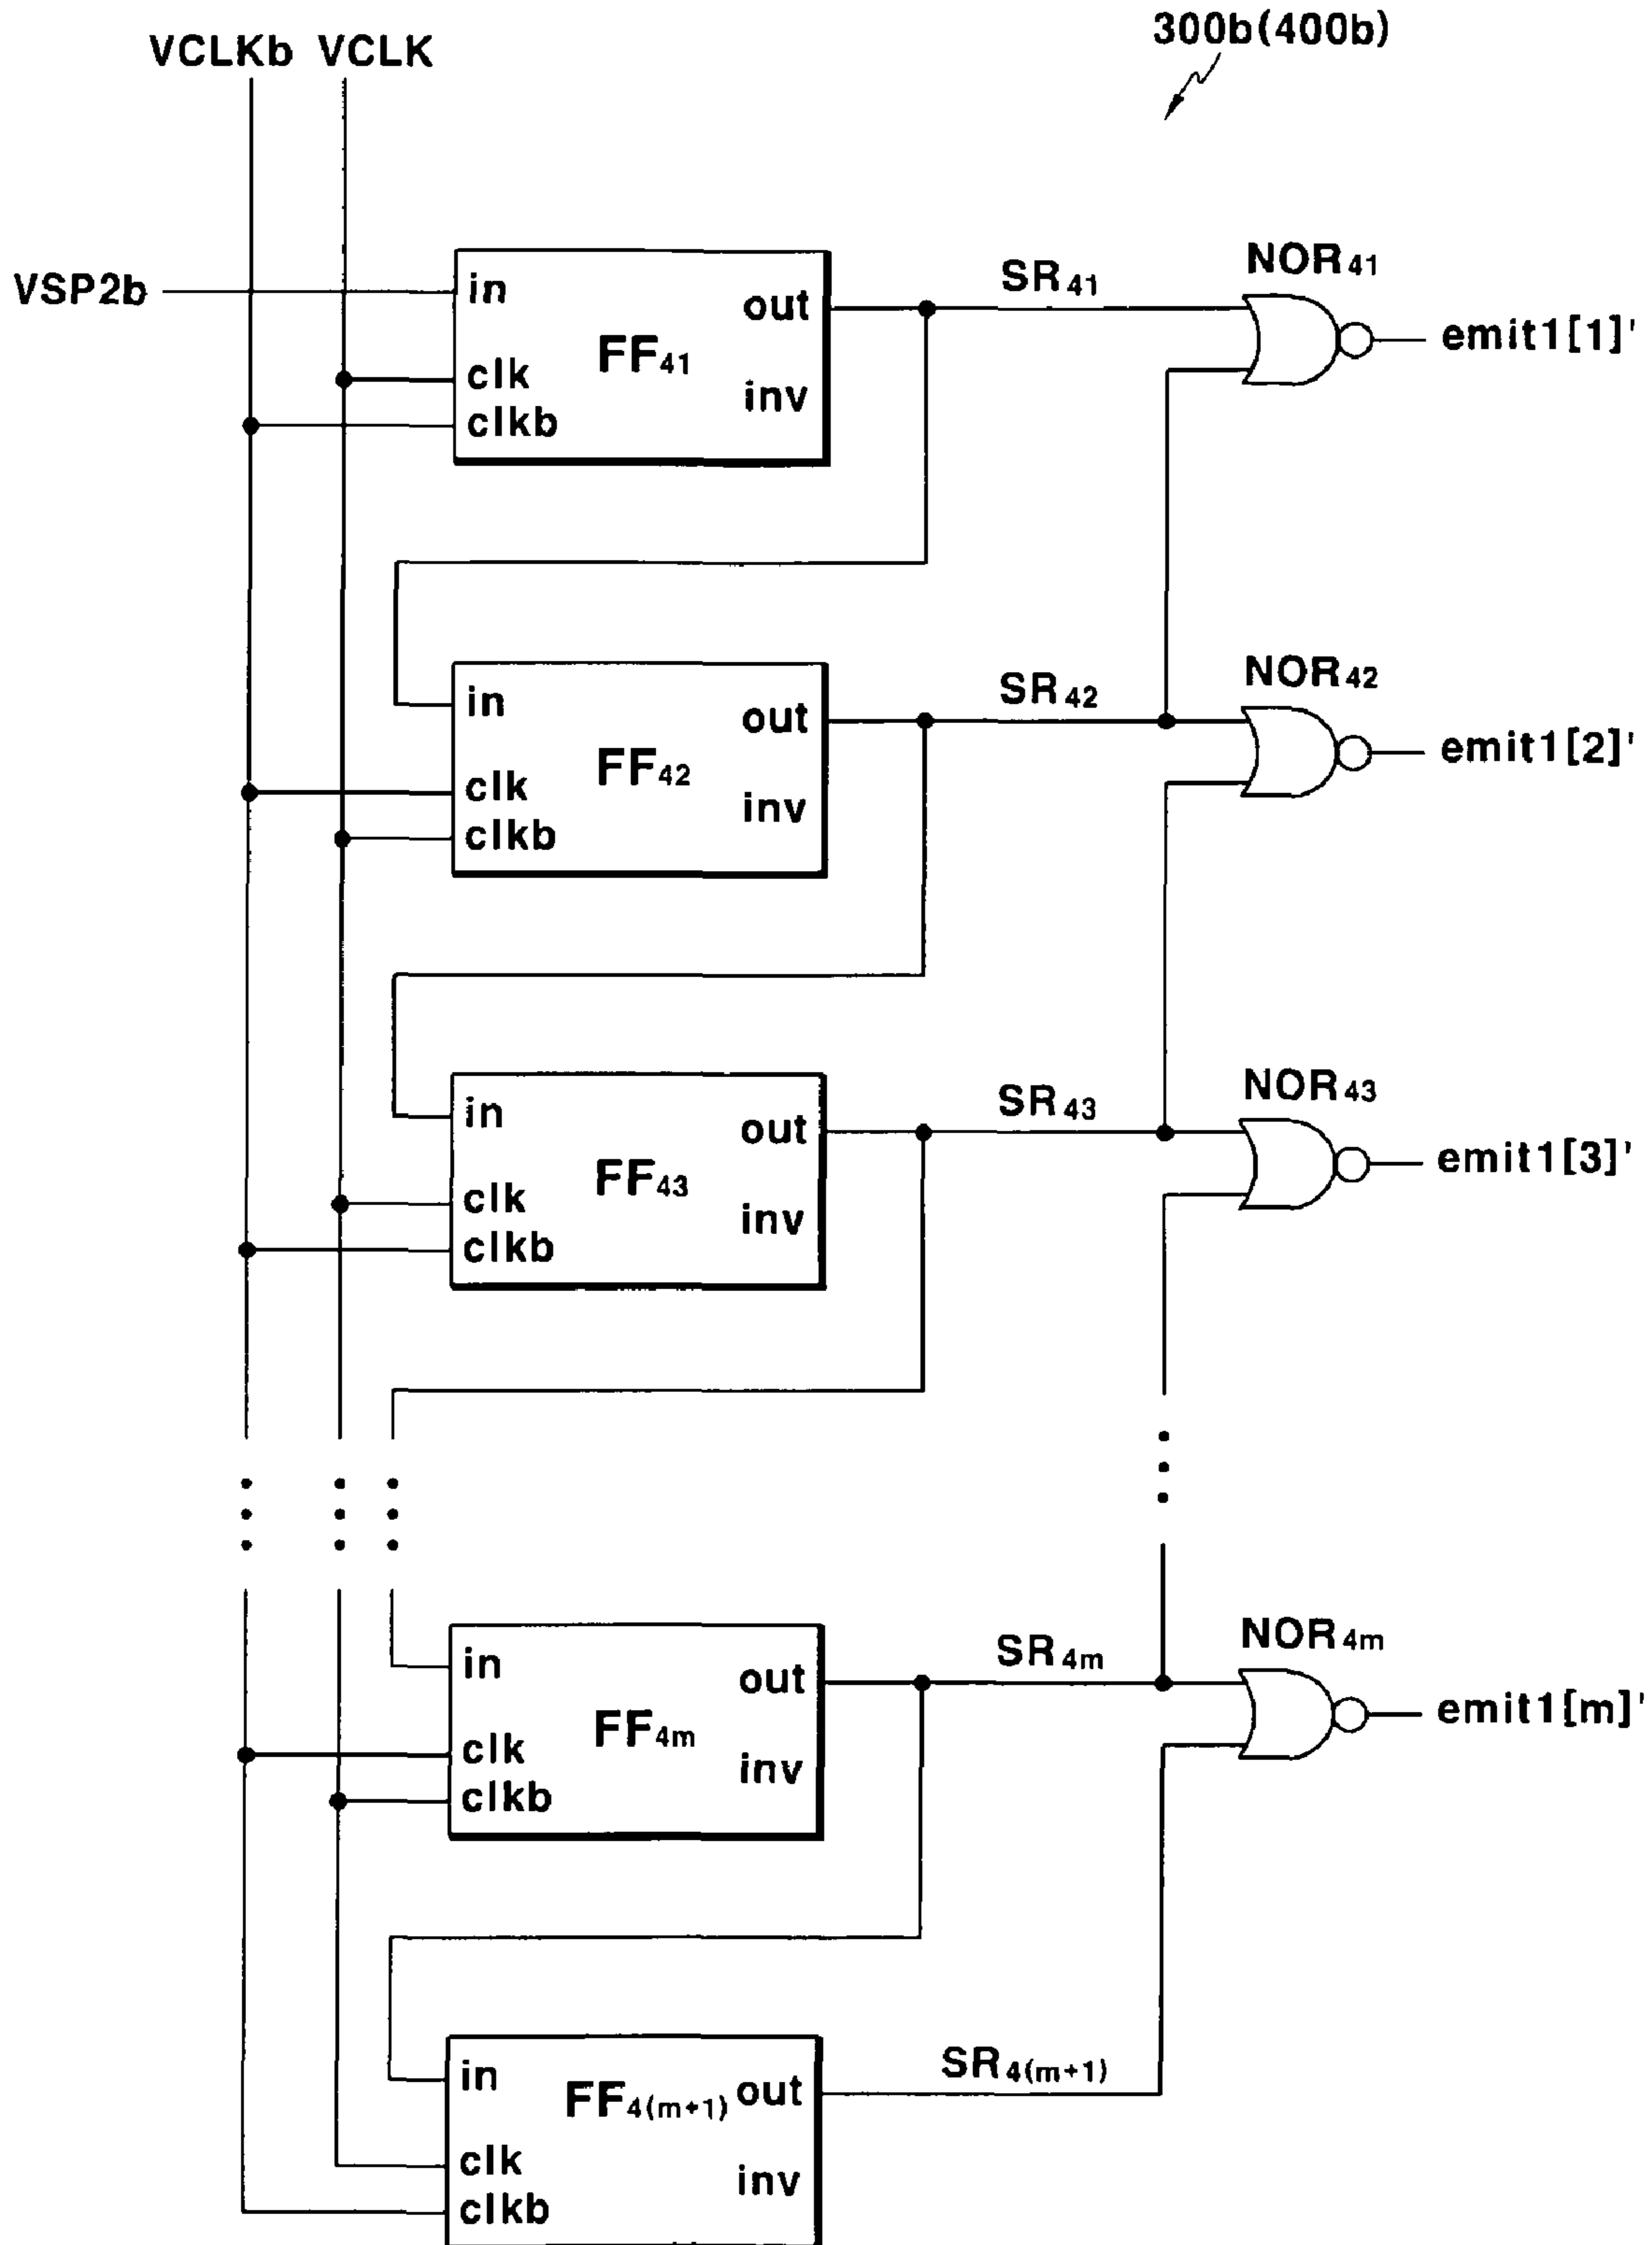 300b(400b)
VCLKb VCLK
VSP2b
in
out
FF41
clk
inv
clkb
SR41
NOR41
emit1[1]'
in
out
FF42
clk
inv
clkb
SR42
NOR42
emit1[2]'
in
out
FF43
clk
inv
clkb
SR43
NOR43
emit1[3]'
in
out
FF4m
clk
inv
clkb
SR4m
NOR4m
emit1[m]'
in
out
FF4(m+1)
clk
inv
clkb
SR4(m+1)